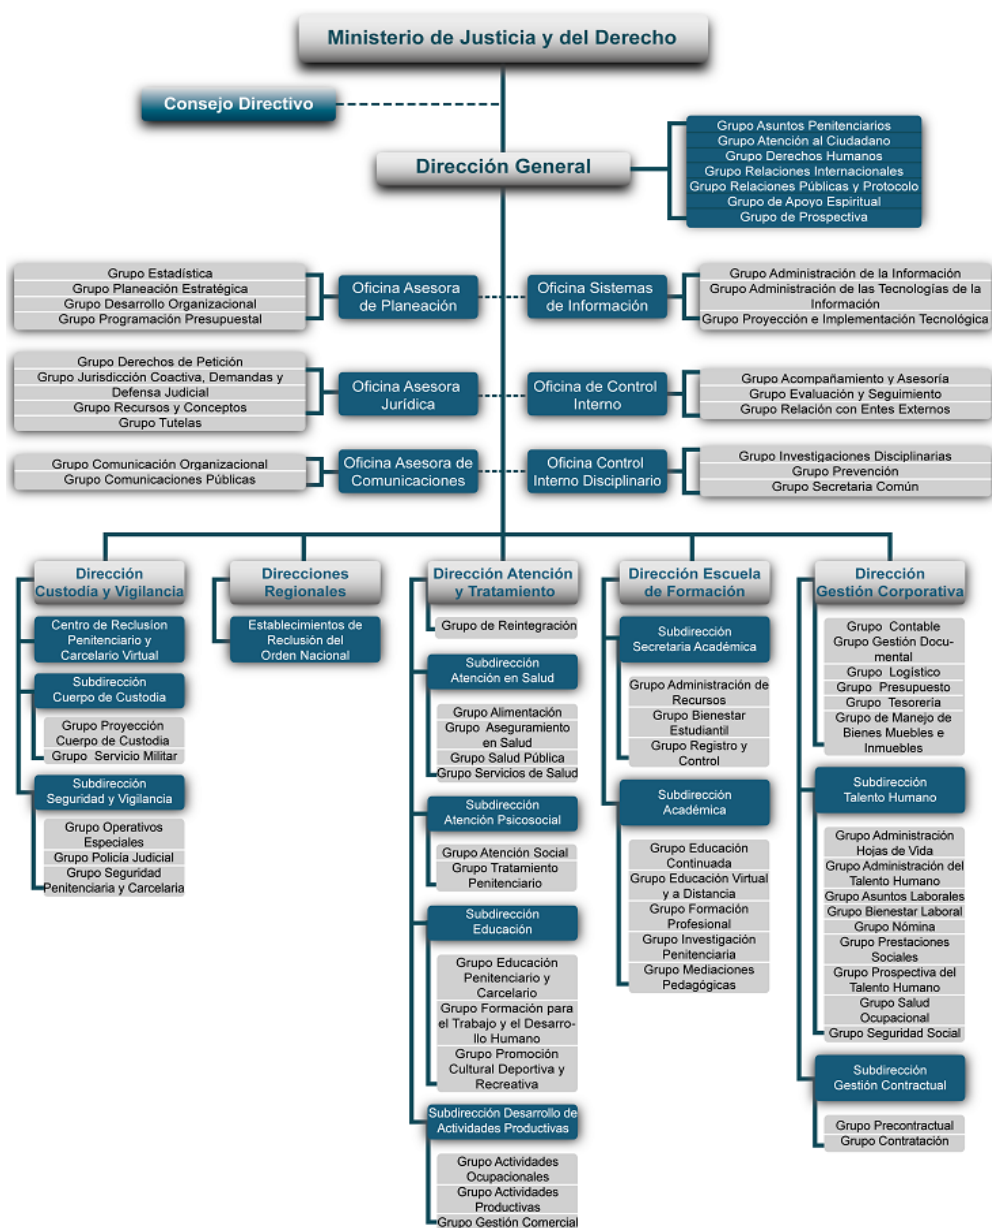 Ministerio de Justicia y del Derecho
Consejo Directivo
Dirección General
Grupo Asuntos Penitenciarios
Grupo Atención al Ciudadano
Grupo Derechos Humanos
Grupo Relaciones Internacionales
Grupo Relaciones Públicas y Protocolo
Grupo de Apoyo Espiritual
Grupo de Prospectiva
Grupo Estadística
Grupo Planeación Estratégica
Grupo Desarrollo Organizacional
Grupo Programación Presupuestal
Oficina Asesora
de Planeación
Oficina Sistemas
de Información
Grupo Administración de la Información
Grupo Administración de las Tecnologías de la
Información
Grupo Proyección e Implementación Tecnológica
Grupo Derechos de Petición
Grupo Jurisdicción Coactiva, Demandas y
Defensa Judicial
Grupo Recursos y Conceptos
Grupo Tutelas
Oficina Asesora
Jurídica
Oficina de Control
Interno
Grupo Acompañamiento y Asesoría
Grupo Evaluación y Seguimiento
Grupo Relación con Entes Externos
Grupo Comunicación Organizacional
Grupo Comunicaciones Públicas
Oficina Asesora de
Comunicaciones
Oficina Control
Interno Disciplinario
Grupo Investigaciones Disciplinarias
Grupo Prevención
Grupo Secretaria Común
Dirección
Custodia y Vigilancia
Centro de Reclusión
Penitenciario y
Carcelario Virtual
Subdirección
Cuerpo de Custodia
Grupo Proyección
Cuerpo de Custodia
Grupo Servicio Militar
Subdirección
Seguridad y Vigilancia
Grupo Operativos
Especiales
Grupo Policía Judicial
Grupo Seguridad
Penitenciaria y Carcelaria
Direcciones
Regionales
Establecimientos de
Reclusión del
Orden Nacional
Dirección Atención
y Tratamiento
Grupo de Reintegración
Subdirección
Atención en Salud
Grupo Alimentación
Grupo Aseguramiento
en Salud
Grupo Salud Pública
Grupo Servicios de Salud
Subdirección
Atención Psicosocial
Grupo Atención Social
Grupo Tratamiento
Penitenciario
Subdirección
Educación
Grupo Educación
Penitenciario y
Carcelario
Grupo Formación para
el Trabajo y el Desarro-
llo Humano
Grupo Promoción
Cultural Deportiva y
Recreativa
Subdirección Desarrollo de
Actividades Productivas
Grupo Actividades
Ocupacionales
Grupo Actividades
Productivas
Grupo Gestión Comercial
Dirección Escuela
de Formación
Subdirección
Secretaria Académica
Grupo Administración de
Recursos
Grupo Bienestar
Estudiantil
Grupo Registro y
Control
Subdirección
Académica
Grupo Educación
Continuada
Grupo Educación Virtual
y a Distancia
Grupo Formación
Profesional
Grupo Investigación
Penitenciaria
Grupo Mediaciones
Pedagógicas
Dirección
Gestión Corporativa
Grupo Contable
Grupo Gestión Docu-
mental
Grupo Logístico
Grupo Presupuesto
Grupo Tesorería
Grupo de Manejo de
Bienes Muebles e
Inmuebles
Subdirección
Talento Humano
Grupo Administración
Hojas de Vida
Grupo Administración del
Talento Humano
Grupo Asuntos Laborales
Grupo Bienestar Laboral
Grupo Nómina
Grupo Prestaciones
Sociales
Grupo Prospectiva del
Talento Humano
Grupo Salud
Ocupacional
Grupo Seguridad Social
Subdirección
Gestión Contractual
Grupo Precontractual
Grupo Contratación